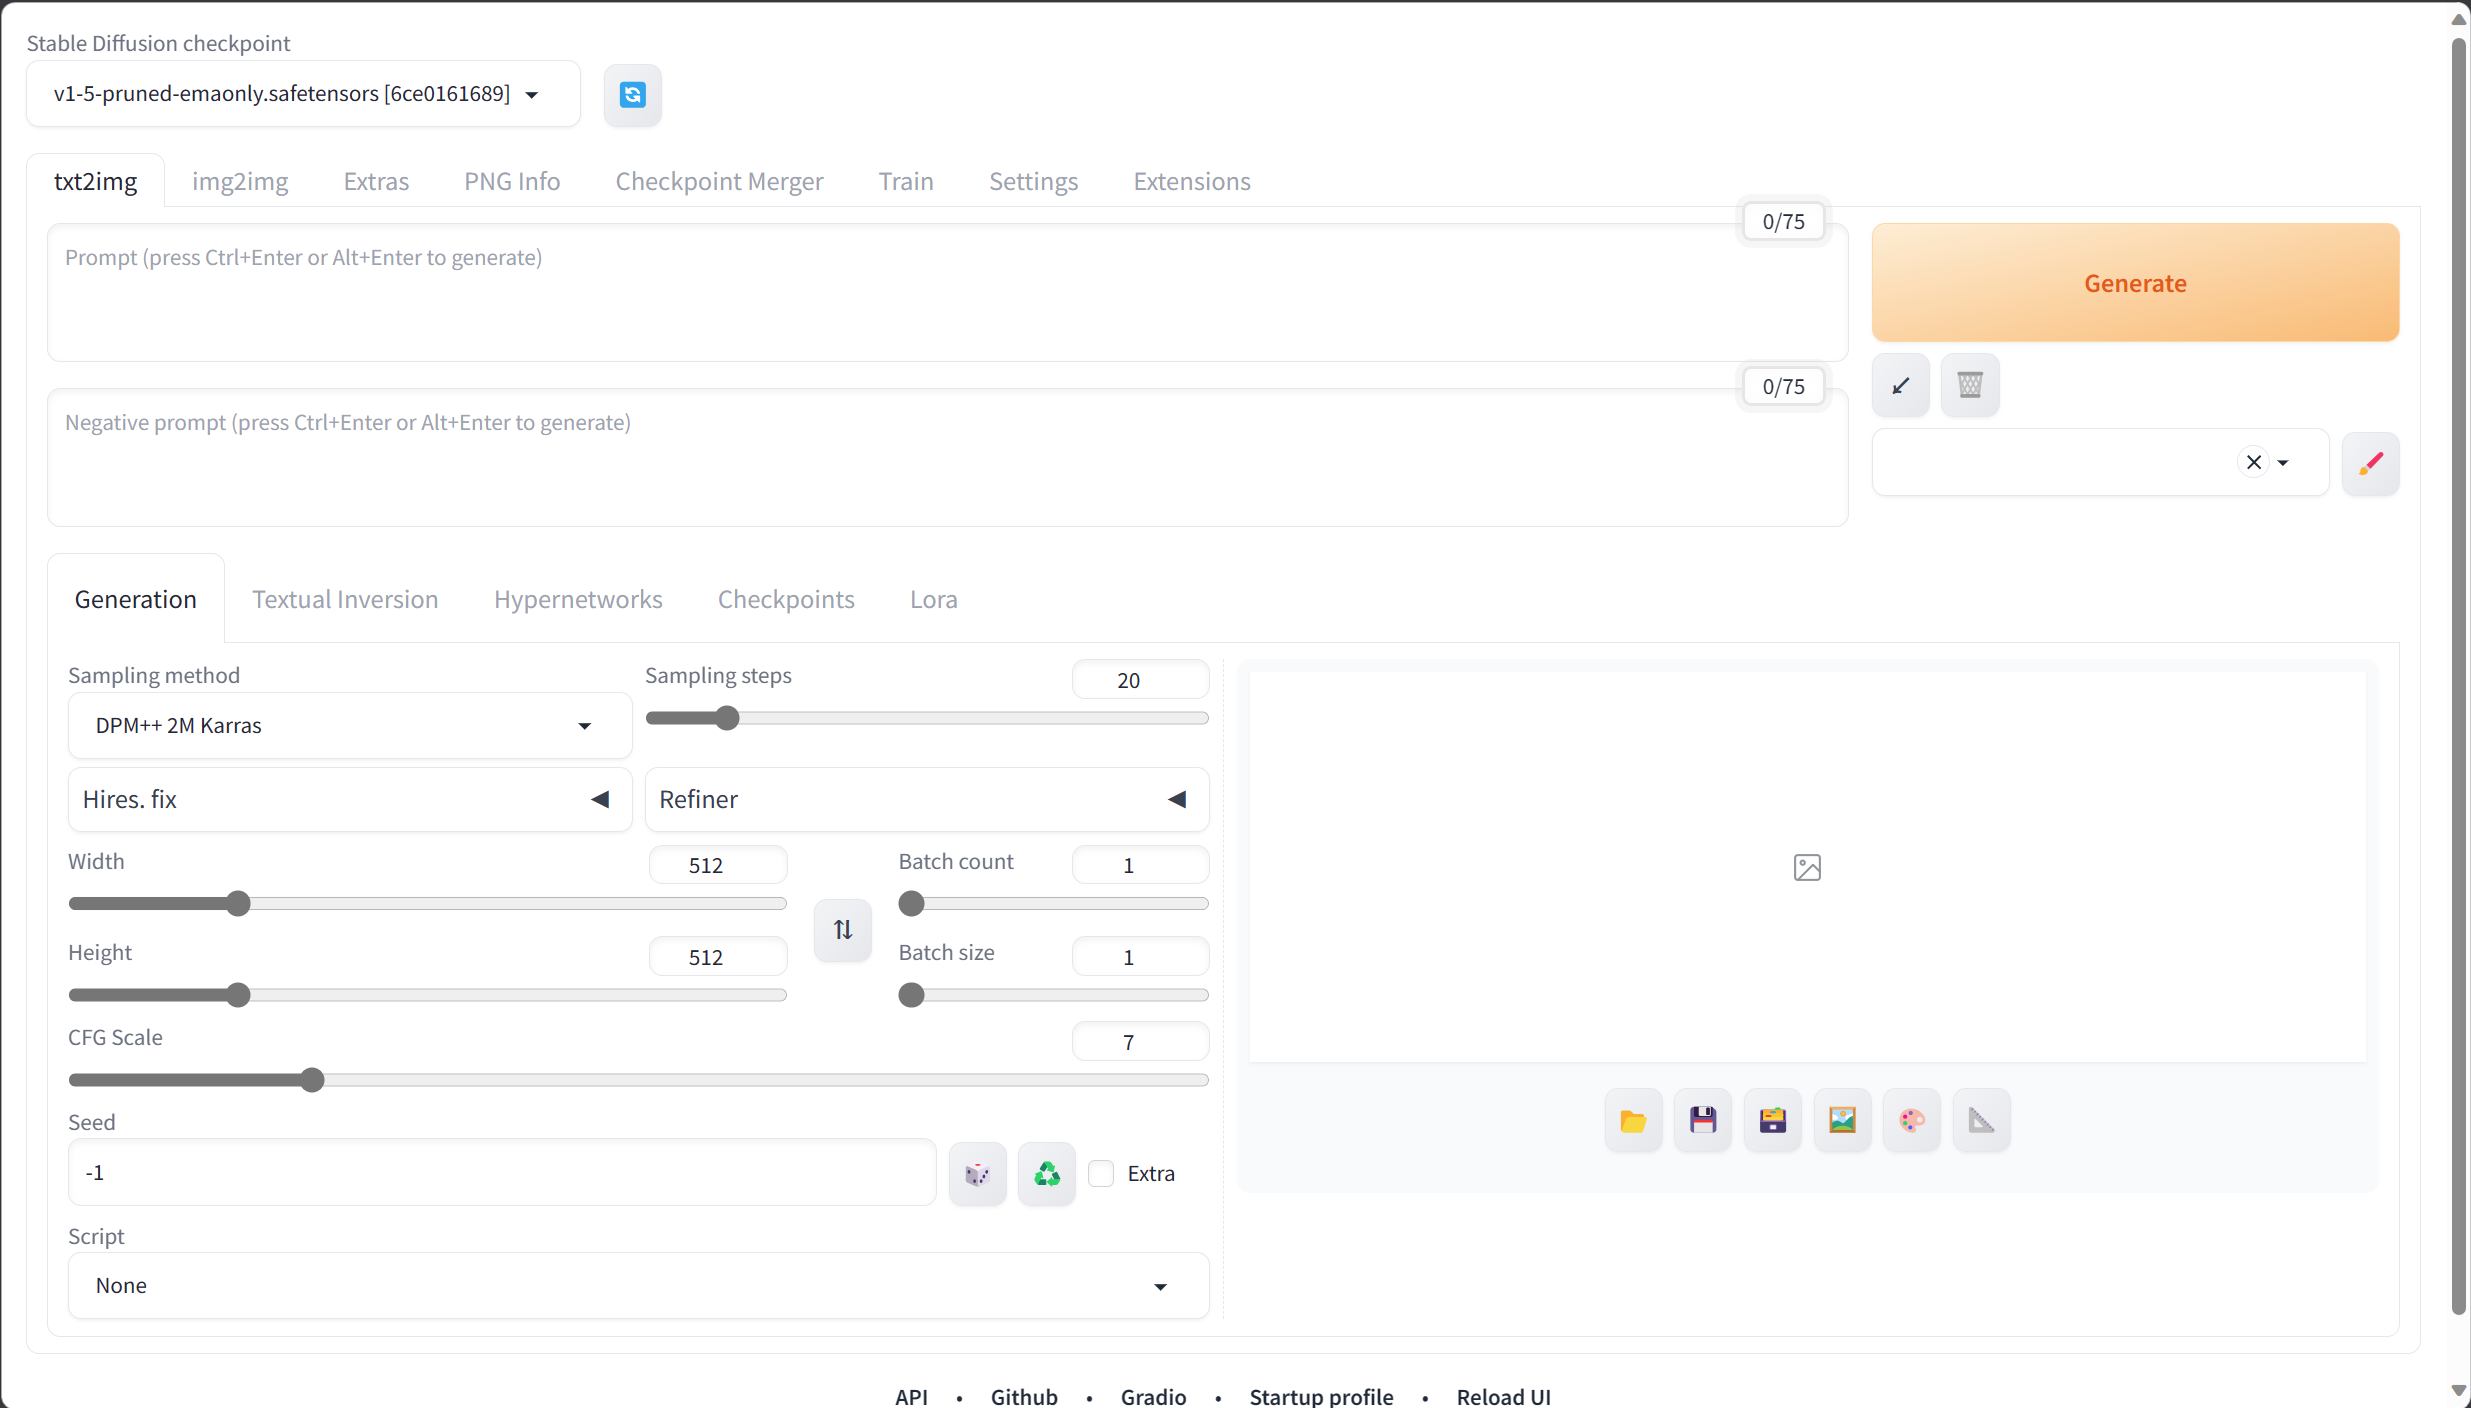 Stable Diffusion checkpoint
v1-5-pruned-emaonly.safetensors [6ce0161689]
txt2img img2img Extras PNG Info Checkpoint Merger Train Settings Extensions
0/75
Prompt (press Ctrl+Enter or Alt+Enter to generate)
Generate
0/75
Negative prompt (press Ctrl+Enter or Alt+Enter to generate)
Generation Textual Inversion Hypernetworks Checkpoints Lora
Sampling method
DPM++ 2M Karras
Sampling steps 20
Hires. fix
Refiner
Width 512
Batch count 1
Height 512
Batch size 1
CFG Scale 7
Seed
-1
Extra
Script
None
API • Github • Gradio • Startup profile • Reload UI